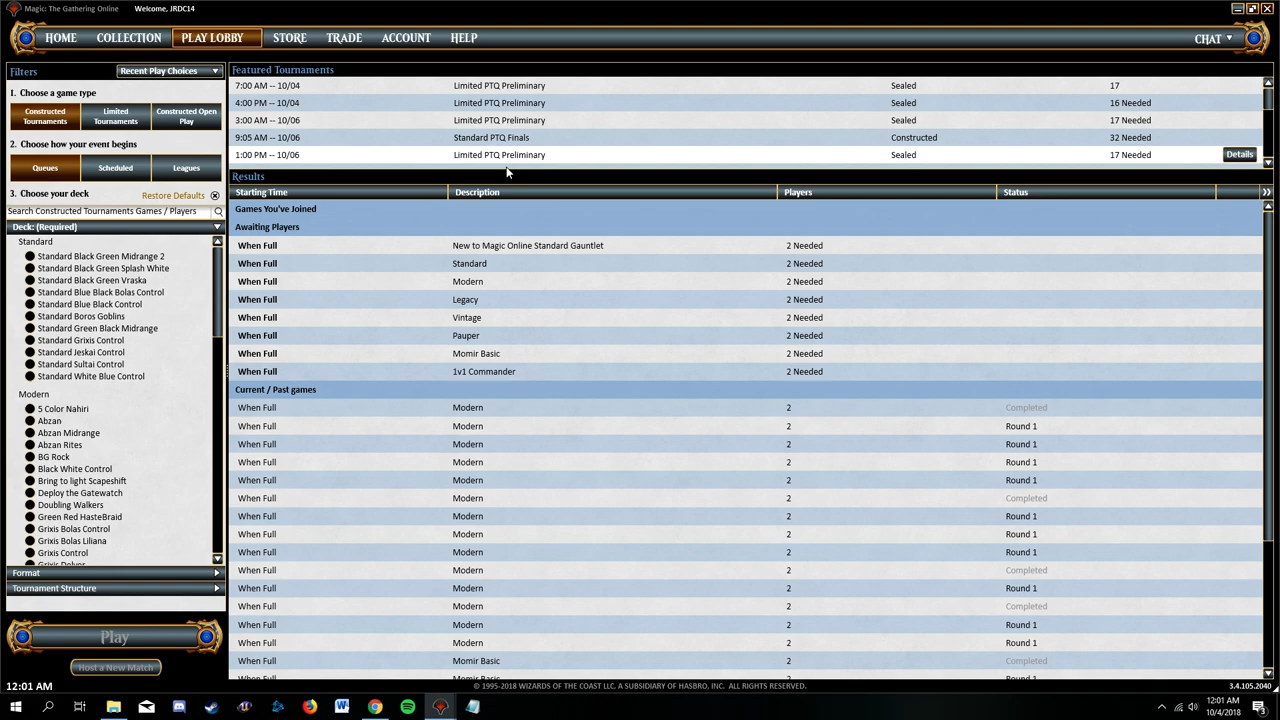 Magic: The Gathering Online Welcome, JRDC14
HOME COLLECTION PLAY LOBBY STORE TRADE ACCOUNT HELP CHAT
Filters Recent Play Choices
1. Choose a game type
Constructed Tournaments Limited Tournaments Constructed Open Play
2. Choose how your event begins
Queues Scheduled Leagues
3. Choose your deck Restore Defaults
Search Constructed Tournaments Games / Players
Deck: (Required)
Standard
Standard Black Green Midrange 2
Standard Black Green Splash White
Standard Black Green Vraska
Standard Blue Black Bolas Control
Standard Blue Black Control
Standard Boros Goblins
Standard Green Black Midrange
Standard Grixis Control
Standard Jeskai Control
Standard Sultai Control
Standard White Blue Control
Modern
5 Color Nahiri
Abzan
Abzan Midrange
Abzan Rites
BG Rock
Black White Control
Bring to light Scapeshift
Deploy the Gatewatch
Doubling Walkers
Green Red HasteBraid
Grixis Bolas Control
Grixis Bolas Liliana
Grixis Control
Format
Tournament Structure
Play
Host a New Match
12:01 AM
Featured Tournaments
7:00 AM -- 10/04 Limited PTQ Preliminary Sealed 17
4:00 PM -- 10/04 Limited PTQ Preliminary Sealed 16 Needed
3:00 AM -- 10/06 Limited PTQ Preliminary Sealed 17 Needed
9:05 AM -- 10/06 Standard PTQ Finals Constructed 32 Needed
1:00 PM -- 10/06 Limited PTQ Preliminary Sealed 17 Needed Details
Results
Starting Time Description Players Status
Games You've Joined
Awaiting Players
When Full New to Magic Online Standard Gauntlet 2 Needed
When Full Standard 2 Needed
When Full Modern 2 Needed
When Full Legacy 2 Needed
When Full Vintage 2 Needed
When Full Pauper 2 Needed
When Full Momir Basic 2 Needed
When Full 1v1 Commander 2 Needed
Current / Past games
When Full Modern 2 Completed
When Full Modern 2 Round 1
When Full Modern 2 Round 1
When Full Modern 2 Round 1
When Full Modern 2 Round 1
When Full Modern 2 Completed
When Full Modern 2 Round 1
When Full Modern 2 Round 1
When Full Modern 2 Round 1
When Full Modern 2 Completed
When Full Modern 2 Round 1
When Full Modern 2 Completed
When Full Modern 2 Round 1
When Full Modern 2 Round 1
When Full Momir Basic 2 Completed
© 1995-2018 WIZARDS OF THE COAST LLC, A SUBSIDIARY OF HASBRO, INC. ALL RIGHTS RESERVED. 3.4.105.2040
12:01 AM
10/4/2018